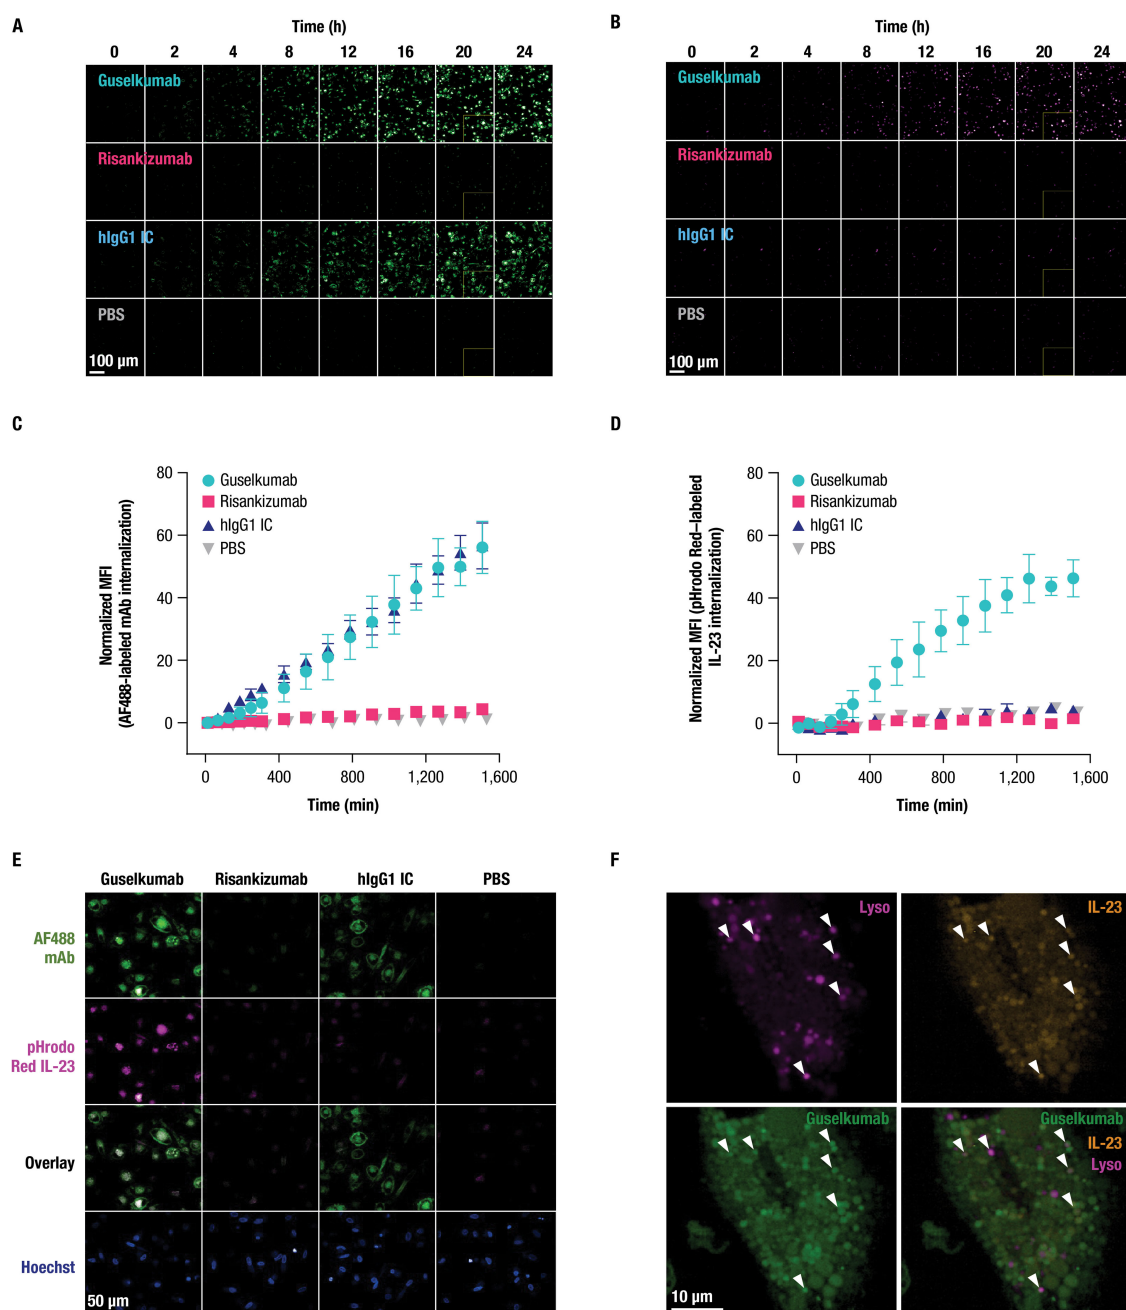 A
Time (h)
0 2 4 8 12 16 20 24
Guselkumab
Risankizumab
hIgG1 IC
PBS
100 µm
B
Time (h)
0 2 4 8 12 16 20 24
Guselkumab
Risankizumab
hIgG1 IC
PBS
100 µm
C
Normalized MFI
(AF488-labeled mAb internalization)
80
60
40
20
0
Guselkumab
Risankizumab
hIgG1 IC
PBS
0 400 800 1,200 1,600
Time (min)
D
Normalized MFI (pHrodo Red–labeled
IL-23 internalization)
80
60
40
20
0
Guselkumab
Risankizumab
hIgG1 IC
PBS
0 400 800 1,200 1,600
Time (min)
E
Guselkumab Risankizumab hIgG1 IC PBS
AF488
mAb
pHrodo
Red IL-23
Overlay
Hoechst
50 µm
F
Lyso
IL-23
Guselkumab
Guselkumab
IL-23
Lyso
10 µm